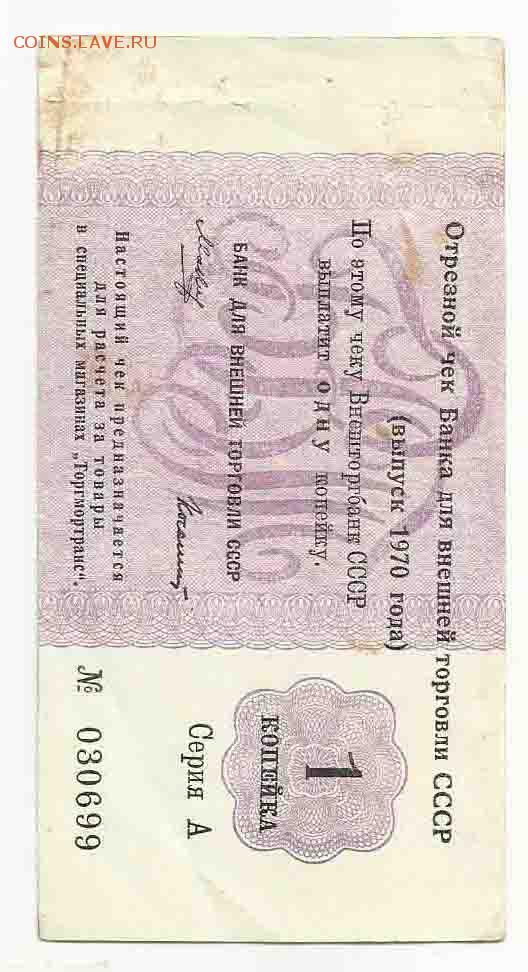 COINS.LAVE.RU
Отрезной чек Банка для внешней торговли СССР
(выпуск 1970 года)
По этому чеку Внешторгбанк СССР
выплатит одну копейку.
БАНК ДЛЯ ВНЕШНЕЙ ТОРГОВЛИ СССР
Настоящий чек предназначается
для расчета за товары
в специальных магазинах „Торгмортранс".
1
КОПЕЙКА
Серия А
№ 030699